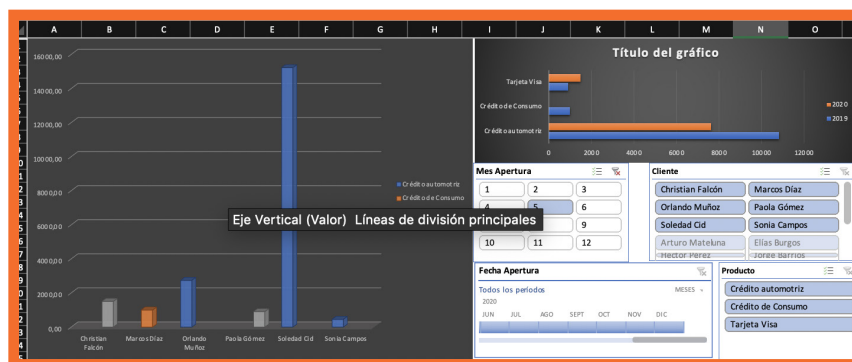 A B C D E F G H I J K L M N O
16000,00
14000,00
12000,00
10000,00
8000,00
6000,00
4000,00
2000,00
0,00
Christian Falcón
Marcos Díaz
Orlando Muñoz
Paola Gómez
Soledad Cid
Sonia Campos
Crédito automotriz
Crédito de Consumo
Eje Vertical (Valor) Líneas de división principales
Título del gráfico
Tarjeta Visa
Crédito de Consumo
Crédito automotriz
0 2000 4000 6000 8000 10000 12000
2020
2019
Mes Apertura
1 2 3
4 5 6
9
10 11 12
Cliente
Christian Falcón Marcos Díaz
Orlando Muñoz Paola Gómez
Soledad Cid Sonia Campos
Arturo Mateluna Elías Burgos
Hector Perez Jorge Barrios
Fecha Apertura
Todos los períodos MESES
2020
JUN JUL AGO SEPT OCT NOV DIC
Producto
Crédito automotriz
Crédito de Consumo
Tarjeta Visa